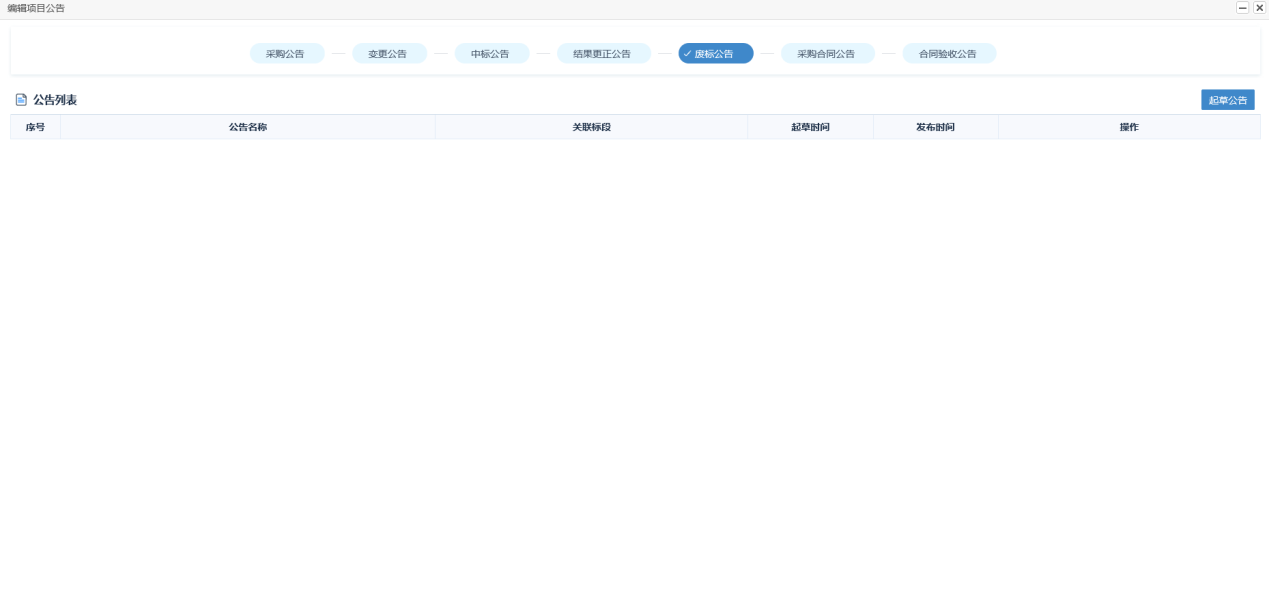 编辑项目公告
采购公告 变更公告 中标公告 结果更正公告 废标公告 采购合同公告 合同验收公告
公告列表 起草公告
序号 公告名称 关联标段 起草时间 发布时间 操作